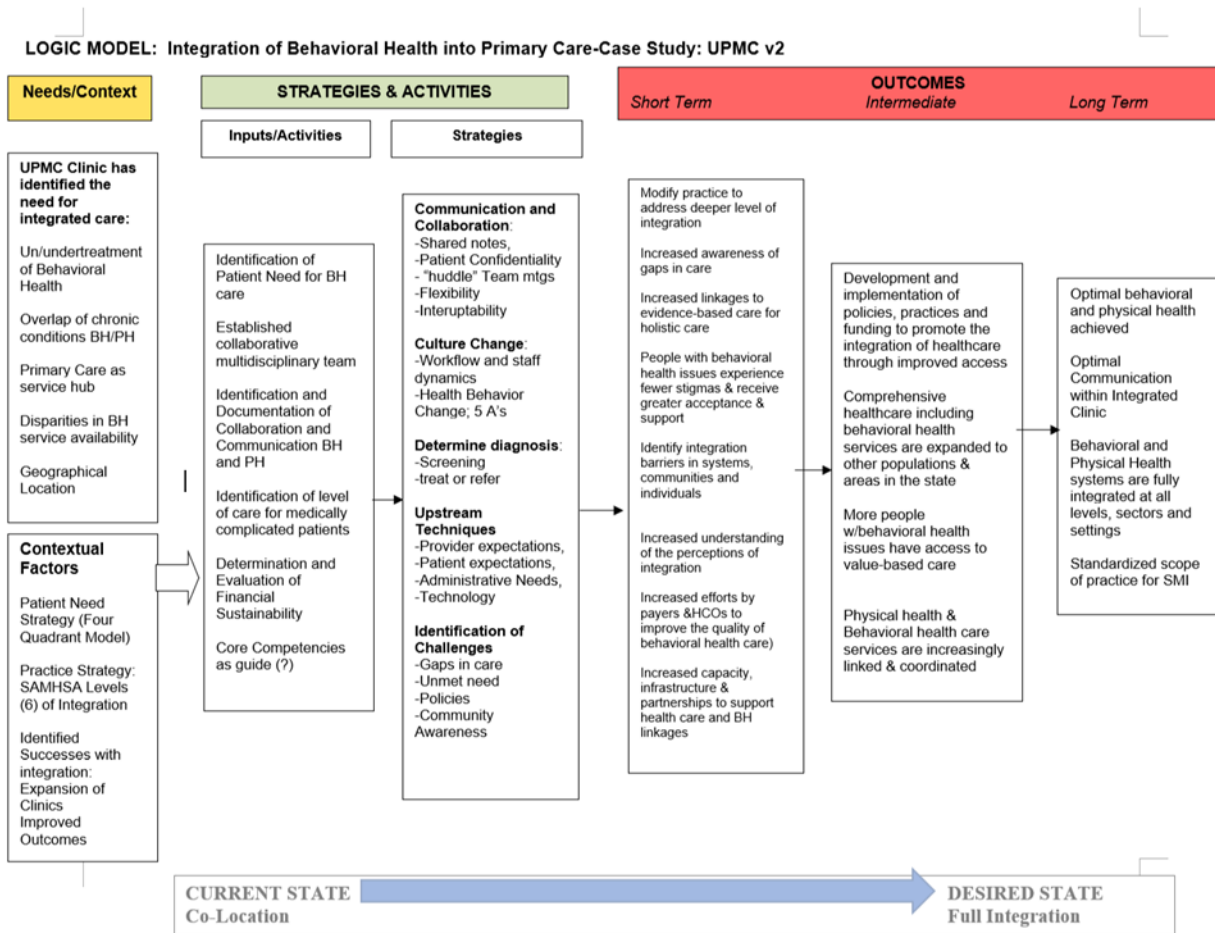 LOGIC MODEL: Integration of Behavioral Health into Primary Care-Case Study: UPMC v2
Needs/Context
STRATEGIES & ACTIVITIES
OUTCOMES
Short Term
Intermediate
Long Term
Inputs/Activities
Strategies
UPMC Clinic has
identified the
need for
integrated care:
Un/undertreatment
of Behavioral
Health
Overlap of chronic
conditions BH/PH
Primary Care as
service hub
Disparities in BH
service availability
Geographical
Location
Contextual
Factors
Patient Need
Strategy (Four
Quadrant Model)
Practice Strategy:
SAMHSA Levels
(6) of Integration
Identified
Successes with
integration:
Expansion of
Clinics
Improved
Outcomes
Identification of
Patient Need for BH
care
Established
collaborative
multidisciplinary team
Identification and
Documentation of
Collaboration and
Communication BH
and PH
Identification of level
of care for medically
complicated patients
Determination and
Evaluation of
Financial
Sustainability
Core Competencies
as guide (?)
Communication and
Collaboration:
-Shared notes,
-Patient Confidentiality
- "huddle" Team mtgs
-Flexibility
-Interuptability
Culture Change:
-Workflow and staff
dynamics
-Health Behavior
Change; 5 A's
Determine diagnosis:
-Screening
-treat or refer
Upstream
Techniques
-Provider expectations,
-Patient expectations,
-Administrative Needs,
-Technology
Identification of
Challenges
-Gaps in care
-Unmet need
-Policies
-Community
Awareness
Modify practice to
address deeper level of
integration
Increased awareness of
gaps in care
Increased linkages to
evidence-based care for
holistic care
People with behavioral
health issues experience
fewer stigmas & receive
greater acceptance &
support
Identify integration
barriers in systems,
communities and
individuals
Increased understanding
of the perceptions of
integration
Increased efforts by
payers &HCOs to
improve the quality of
behavioral health care)
Increased capacity,
infrastructure &
partnerships to support
health care and BH
linkages
Development and
implementation of
policies, practices and
funding to promote the
integration of healthcare
through improved access
Comprehensive
healthcare including
behavioral health
services are expanded to
other populations &
areas in the state
More people
w/behavioral health
issues have access to
value-based care
Physical health &
Behavioral health care
services are increasingly
linked & coordinated
Optimal behavioral
and physical health
achieved
Optimal
Communication
within Integrated
Clinic
Behavioral and
Physical Health
systems are fully
integrated at all
levels, sectors and
settings
Standardized scope
of practice for SMI
CURRENT STATE
Co-Location
DESIRED STATE
Full Integration